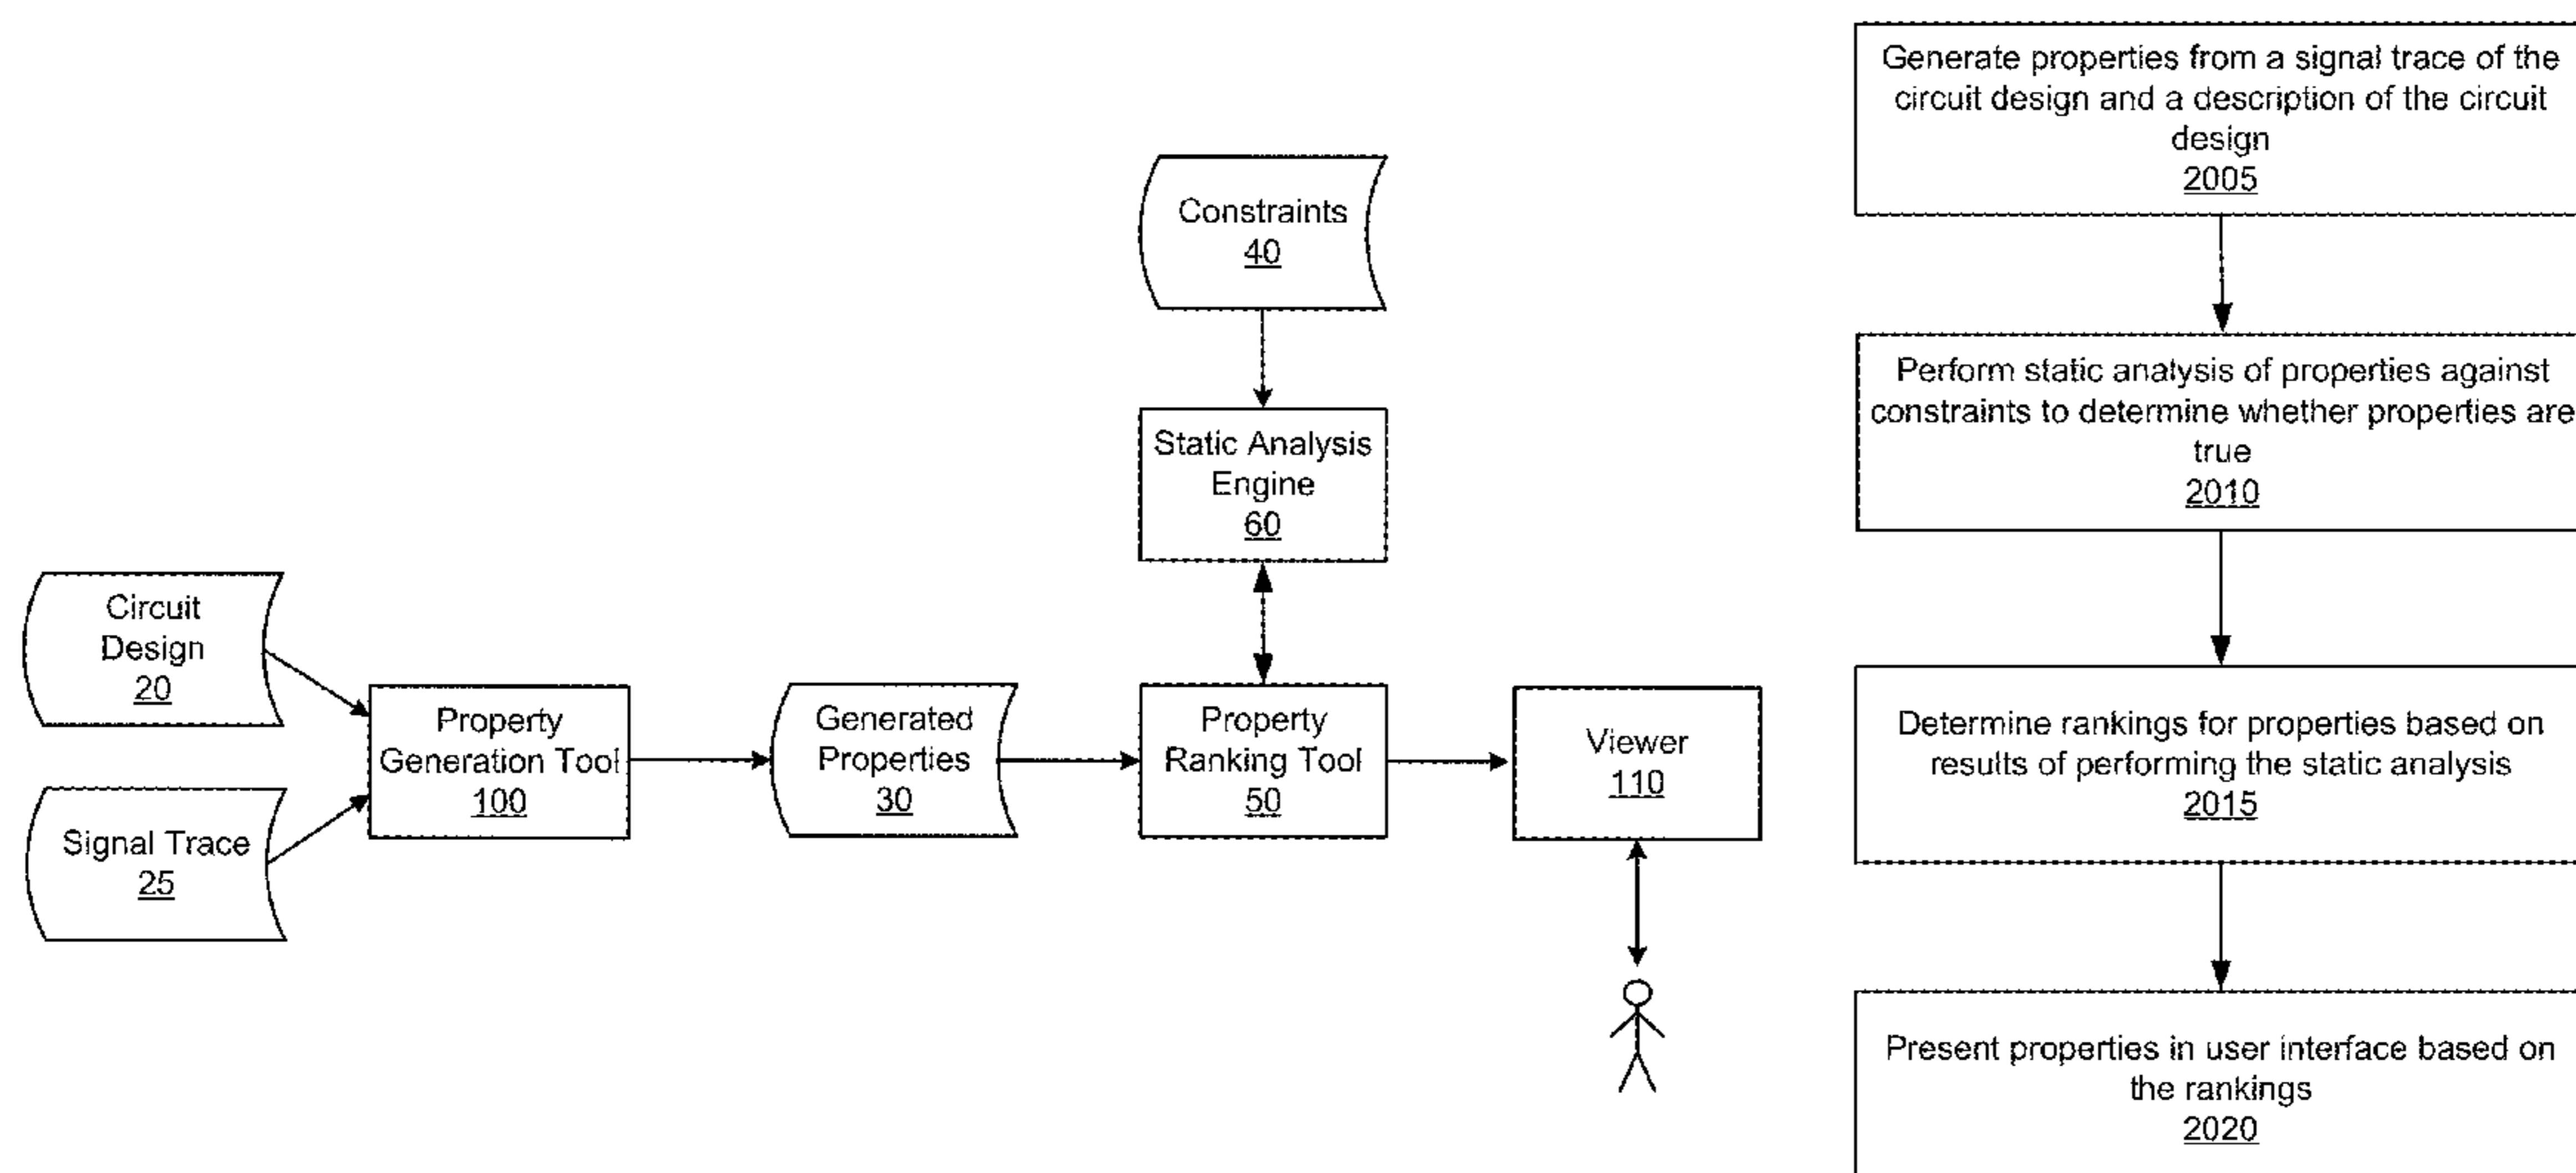 Circuit
Design
20
Signal Trace
25
Property
Generation Tool
100
Generated
Properties
30
Constraints
40
Static Analysis
Engine
60
Property
Ranking Tool
50
Viewer
110
Generate properties from a signal trace of the
circuit design and a description of the circuit
design
2005
Perform static analysis of properties against
constraints to determine whether properties are
true
2010
Determine rankings for properties based on
results of performing the static analysis
2015
Present properties in user interface based on
the rankings
2020